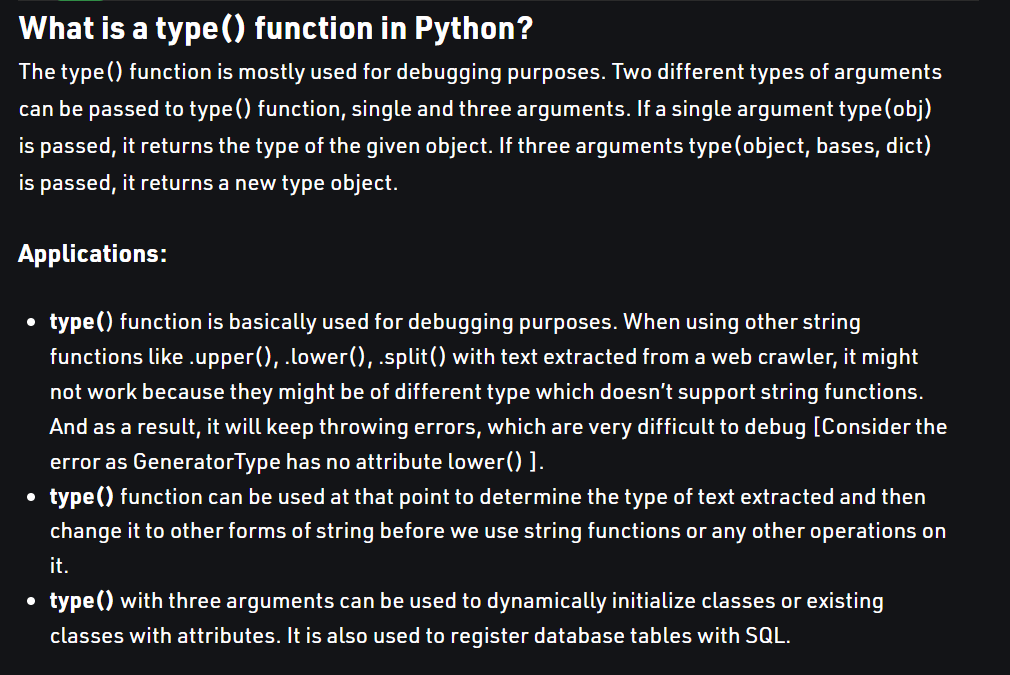 What is a type() function in Python?
The type() function is mostly used for debugging purposes. Two different types of arguments
can be passed to type() function, single and three arguments. If a single argument type(obj)
is passed, it returns the type of the given object. If three arguments type(object, bases, dict)
is passed, it returns a new type object.
Applications:
• type() function is basically used for debugging purposes. When using other string
functions like .upper(), .lower(), .split() with text extracted from a web crawler, it might
not work because they might be of different type which doesn’t support string functions.
And as a result, it will keep throwing errors, which are very difficult to debug [Consider the
error as GeneratorType has no attribute lower() ].
• type() function can be used at that point to determine the type of text extracted and then
change it to other forms of string before we use string functions or any other operations on
it.
• type() with three arguments can be used to dynamically initialize classes or existing
classes with attributes. It is also used to register database tables with SQL.